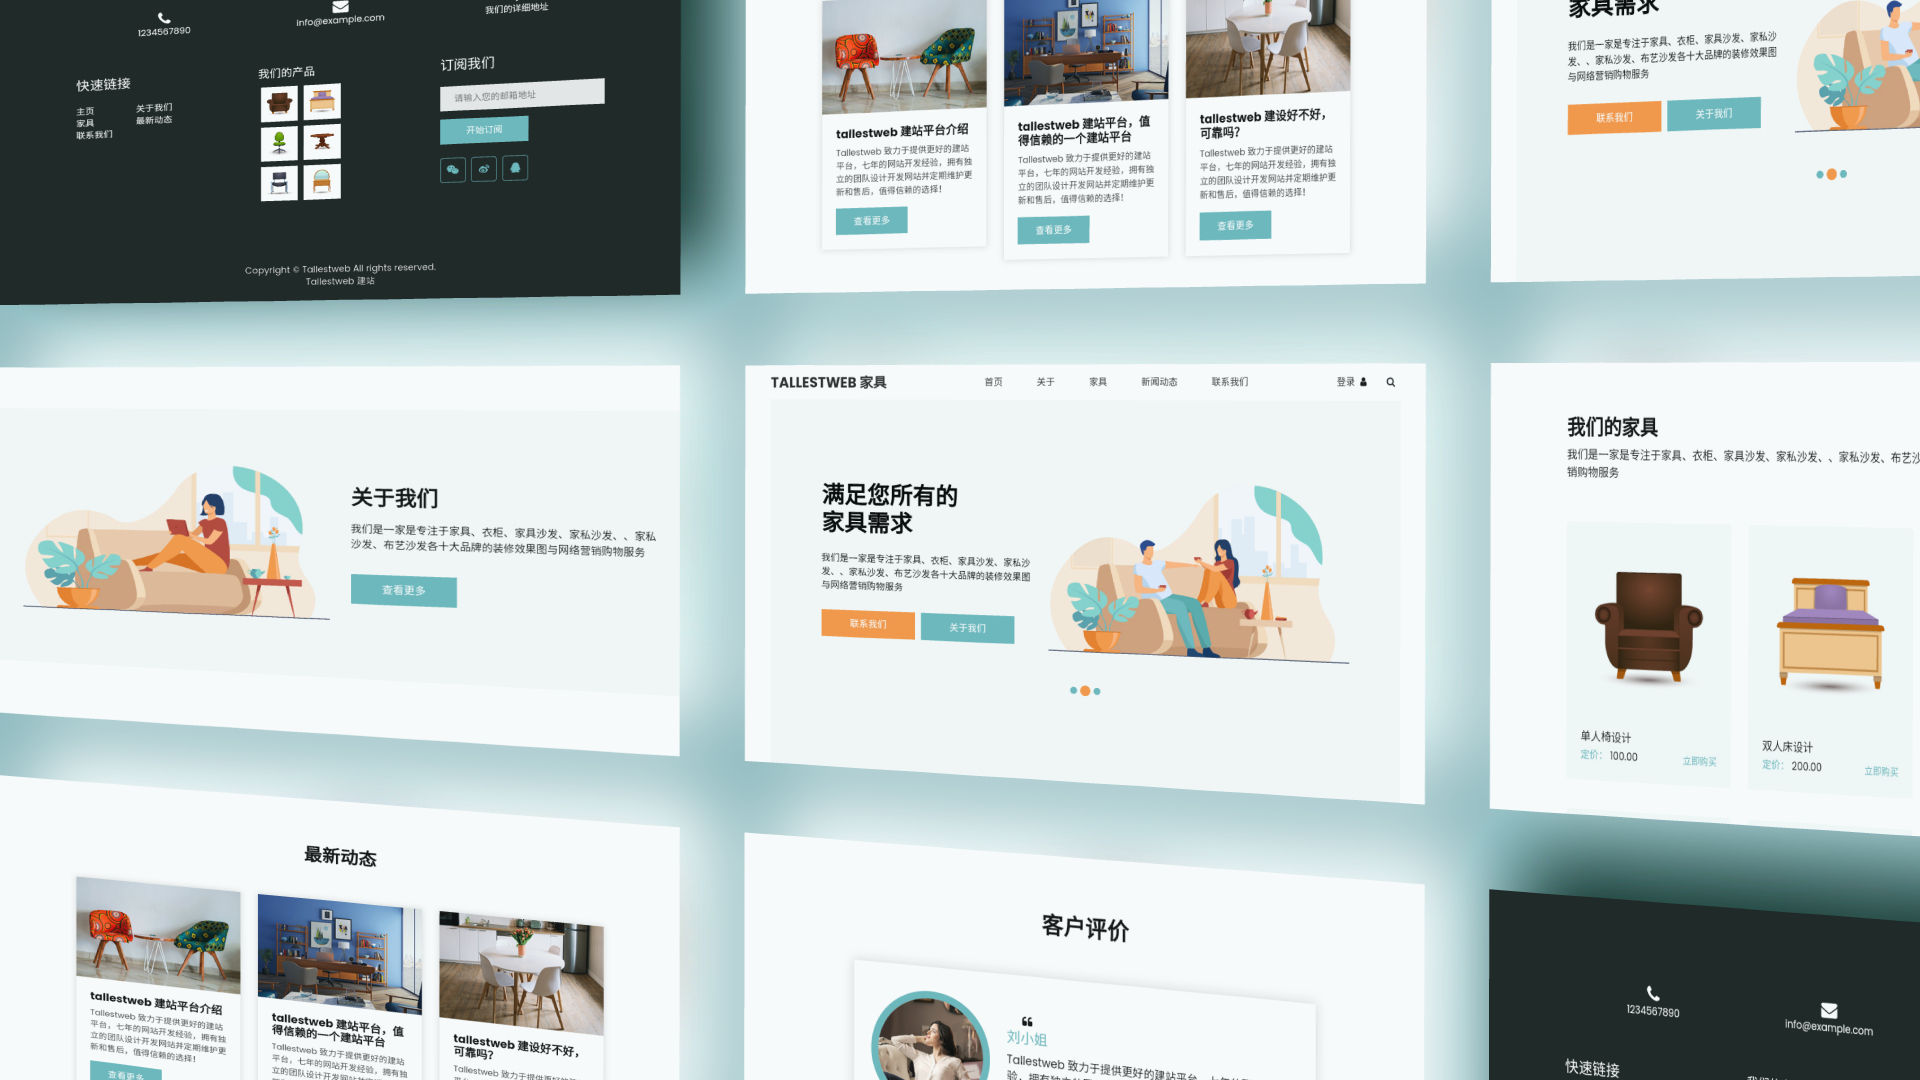 1234567890
info@example.com
我们的详细地址
快速链接
主页
家具
联系我们
关于我们
最新动态
我们的产品
订阅我们
请输入您的邮箱地址
开始订阅
Copyright © Tallestweb All rights reserved.
Tallestweb 建站
tallestweb 建站平台介绍
Tallestweb 致力于提供更好的建站
平台，七年的网站开发经验，拥有独
立的团队设计开发网站并定期维护更
新和售后，值得信赖的选择！
查看更多
tallestweb 建站平台，值
得信赖的一个建站平台
Tallestweb 致力于提供更好的建站
平台，七年的网站开发经验，拥有独
立的团队设计开发网站并定期维护更
新和售后，值得信赖的选择！
查看更多
tallestweb 建设好不好，
可靠吗？
Tallestweb 致力于提供更好的建站
平台，七年的网站开发经验，拥有独
立的团队设计开发网站并定期维护更
新和售后，值得信赖的选择！
查看更多
家具需求
我们是一家是专注于家具、衣柜、家具沙发、家私沙
发、、家私沙发、布艺沙发各十大品牌的装修效果图
与网络营销购物服务
联系我们
关于我们
关于我们
我们是一家是专注于家具、衣柜、家具沙发、家私沙发、、家私
沙发、布艺沙发各十大品牌的装修效果图与网络营销购物服务
查看更多
TALLESTWEB 家具
首页
关于
家具
新闻动态
联系我们
登录
满足您所有的
家具需求
我们是一家是专注于家具、衣柜、家具沙发、家私沙
发、、家私沙发、布艺沙发各十大品牌的装修效果图
与网络营销购物服务
联系我们
关于我们
我们的家具
我们是一家是专注于家具、衣柜、家具沙发、家私沙发、、家私沙发、布艺沙
销购物服务
单人椅设计
定价： 100.00
立即购买
双人床设计
定价： 200.00
立即购买
最新动态
tallestweb 建站平台介绍
Tallestweb 致力于提供更好的建站
平台，七年的网站开发经验，拥有独
立的团队设计开发网站并定期维护更
新和售后，值得信赖的选择！
查看更多
tallestweb 建站平台，值
得信赖的一个建站平台
Tallestweb 致力于提供更好的建站
平台，七年的网站开发经验，拥有独
立的团队设计开发网站并定期维护更
tallestweb 建设好不好，
可靠吗？
Tallestweb 致力于提供更好的建站
客户评价
刘小姐
Tallestweb 致力于提供更好的建站平台，七年的
1234567890
info@example.com
快速链接